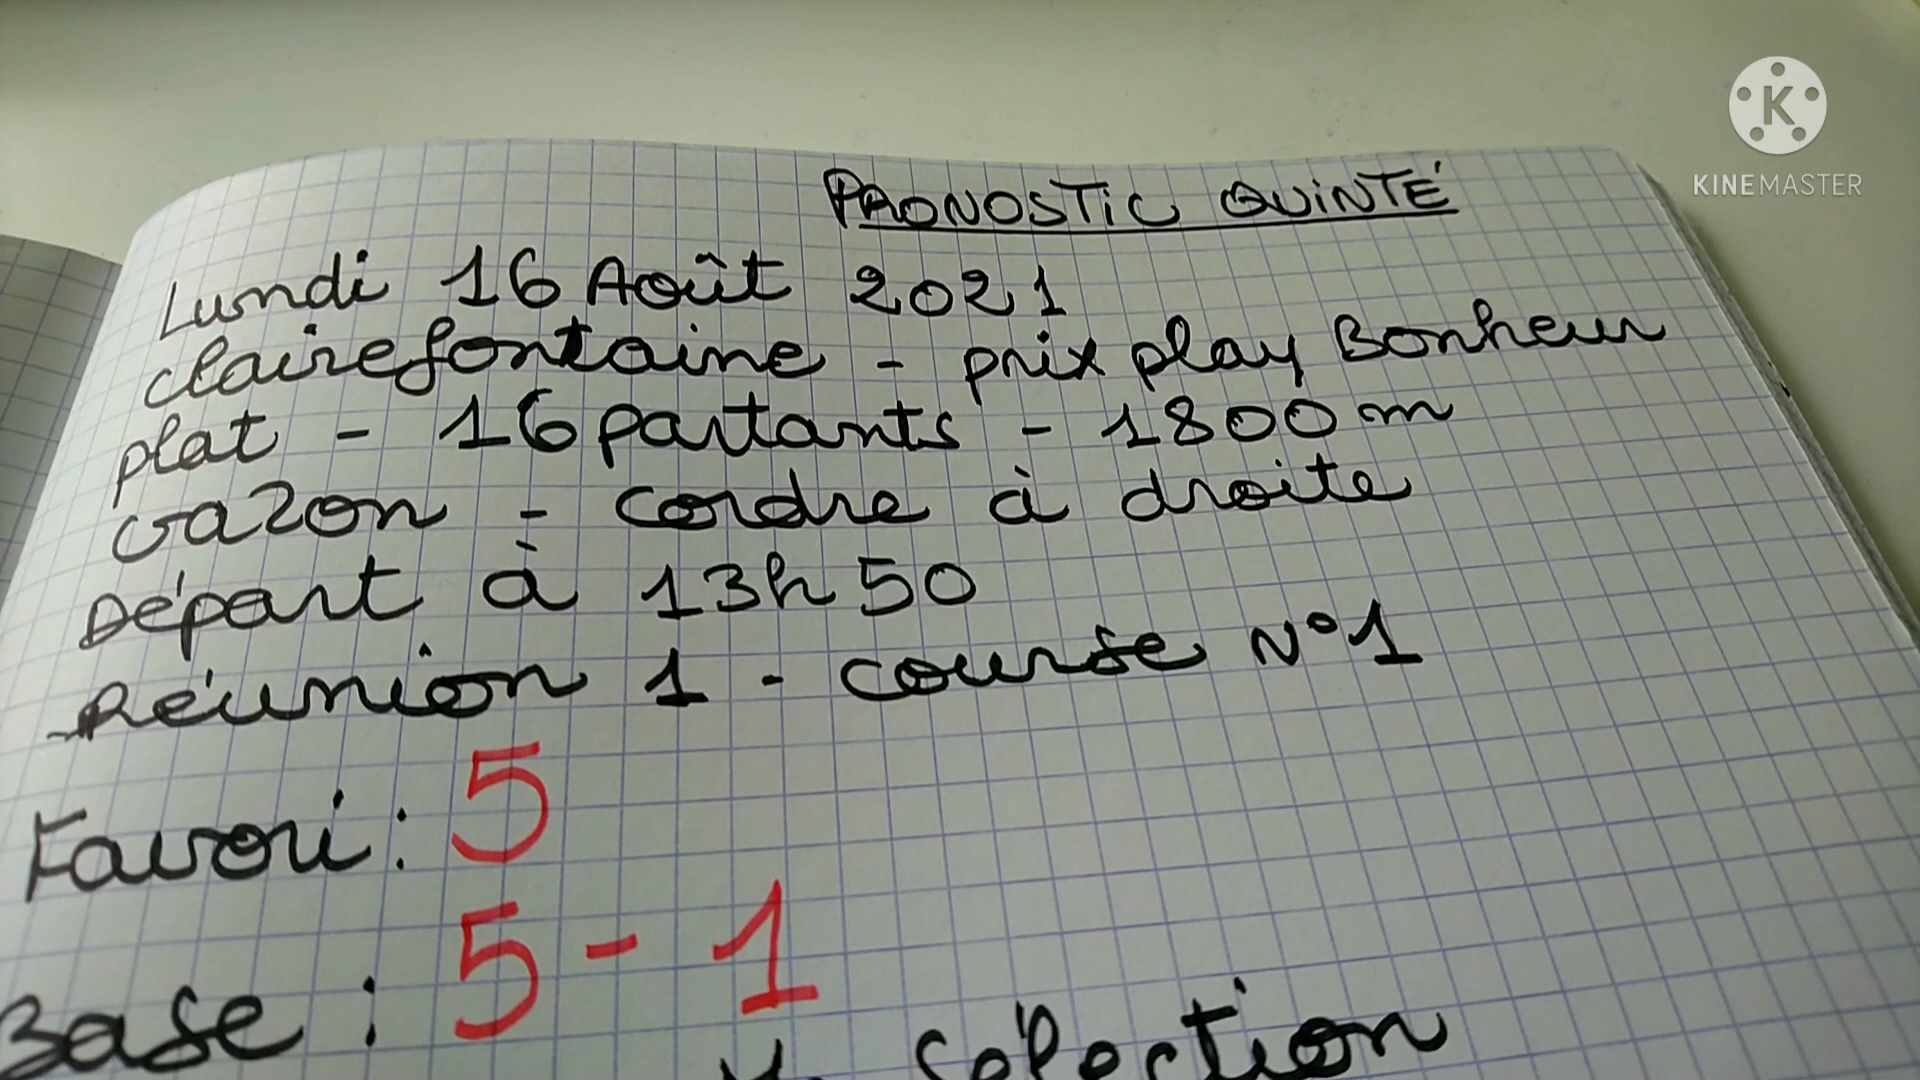 PRONOSTIC QUINTÉ
Lundi 16 Août 2021
clairefontaine - prix play Bonheur
plat - 16 partants - 1800 m
Gazon - corde à droite
Départ à 13h50
Réunion 1 - course N°1
Favori : 5
Base : 5 - 1
sélection
K
KINEMASTER